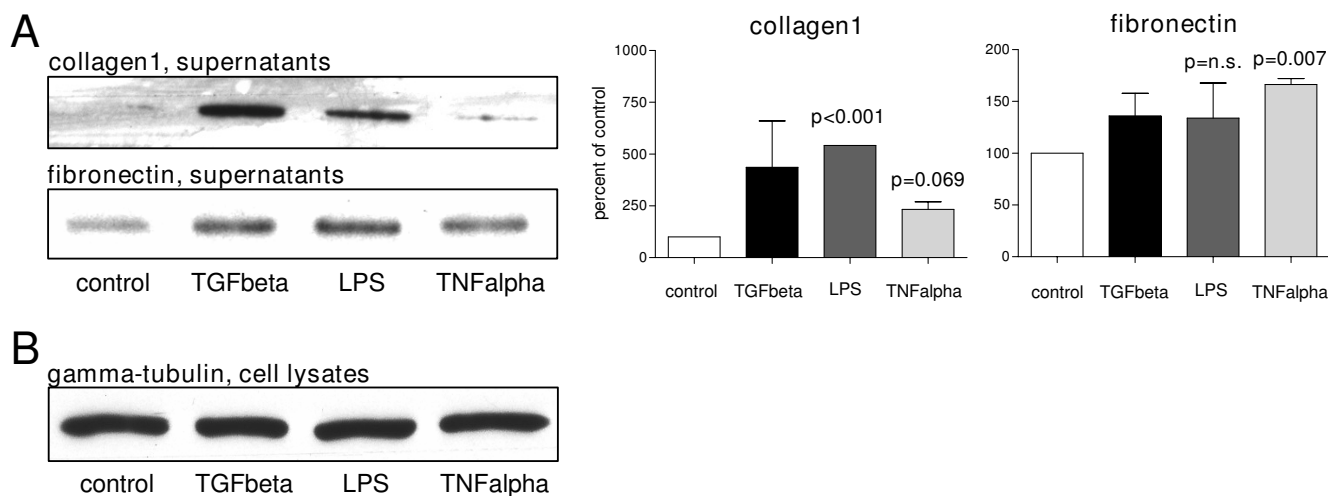 A
collagen1, supernatants
fibronectin, supernatants
control TGFbeta LPS TNFalpha
collagen1
percent of control
1000
750
500
250
0
p<0.001
p=0.069
control TGFbeta LPS TNFalpha
fibronectin
200
150
100
50
0
p=n.s. p=0.007
control TGFbeta LPS TNFalpha
B
gamma-tubulin, cell lysates
control TGFbeta LPS TNFalpha